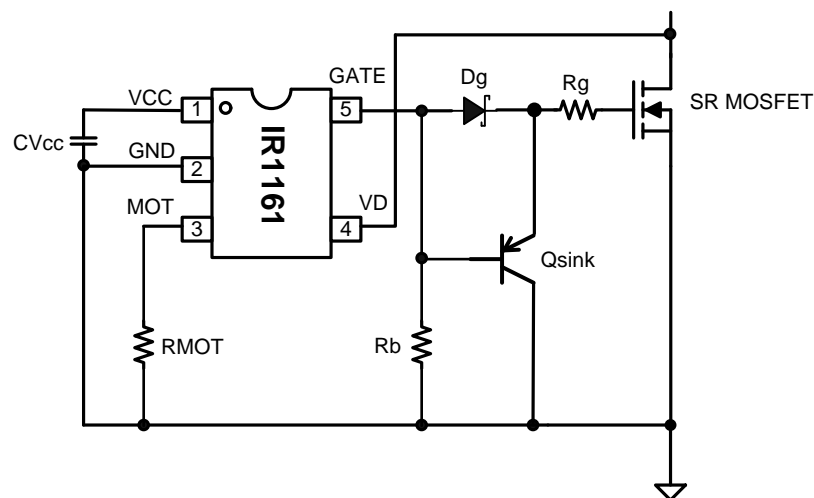 GATE
Dg
Rg
SR MOSFET
VCC
1
5
CVcc
GND
2
IR1161
MOT
3
VD
4
Qsink
RMOT
Rb